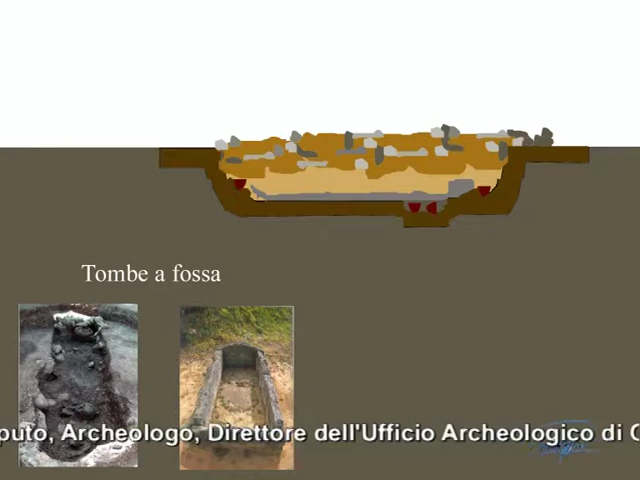 Tombe a fossa
puto, Archeologo, Direttore dell'Ufficio Archeologico di C